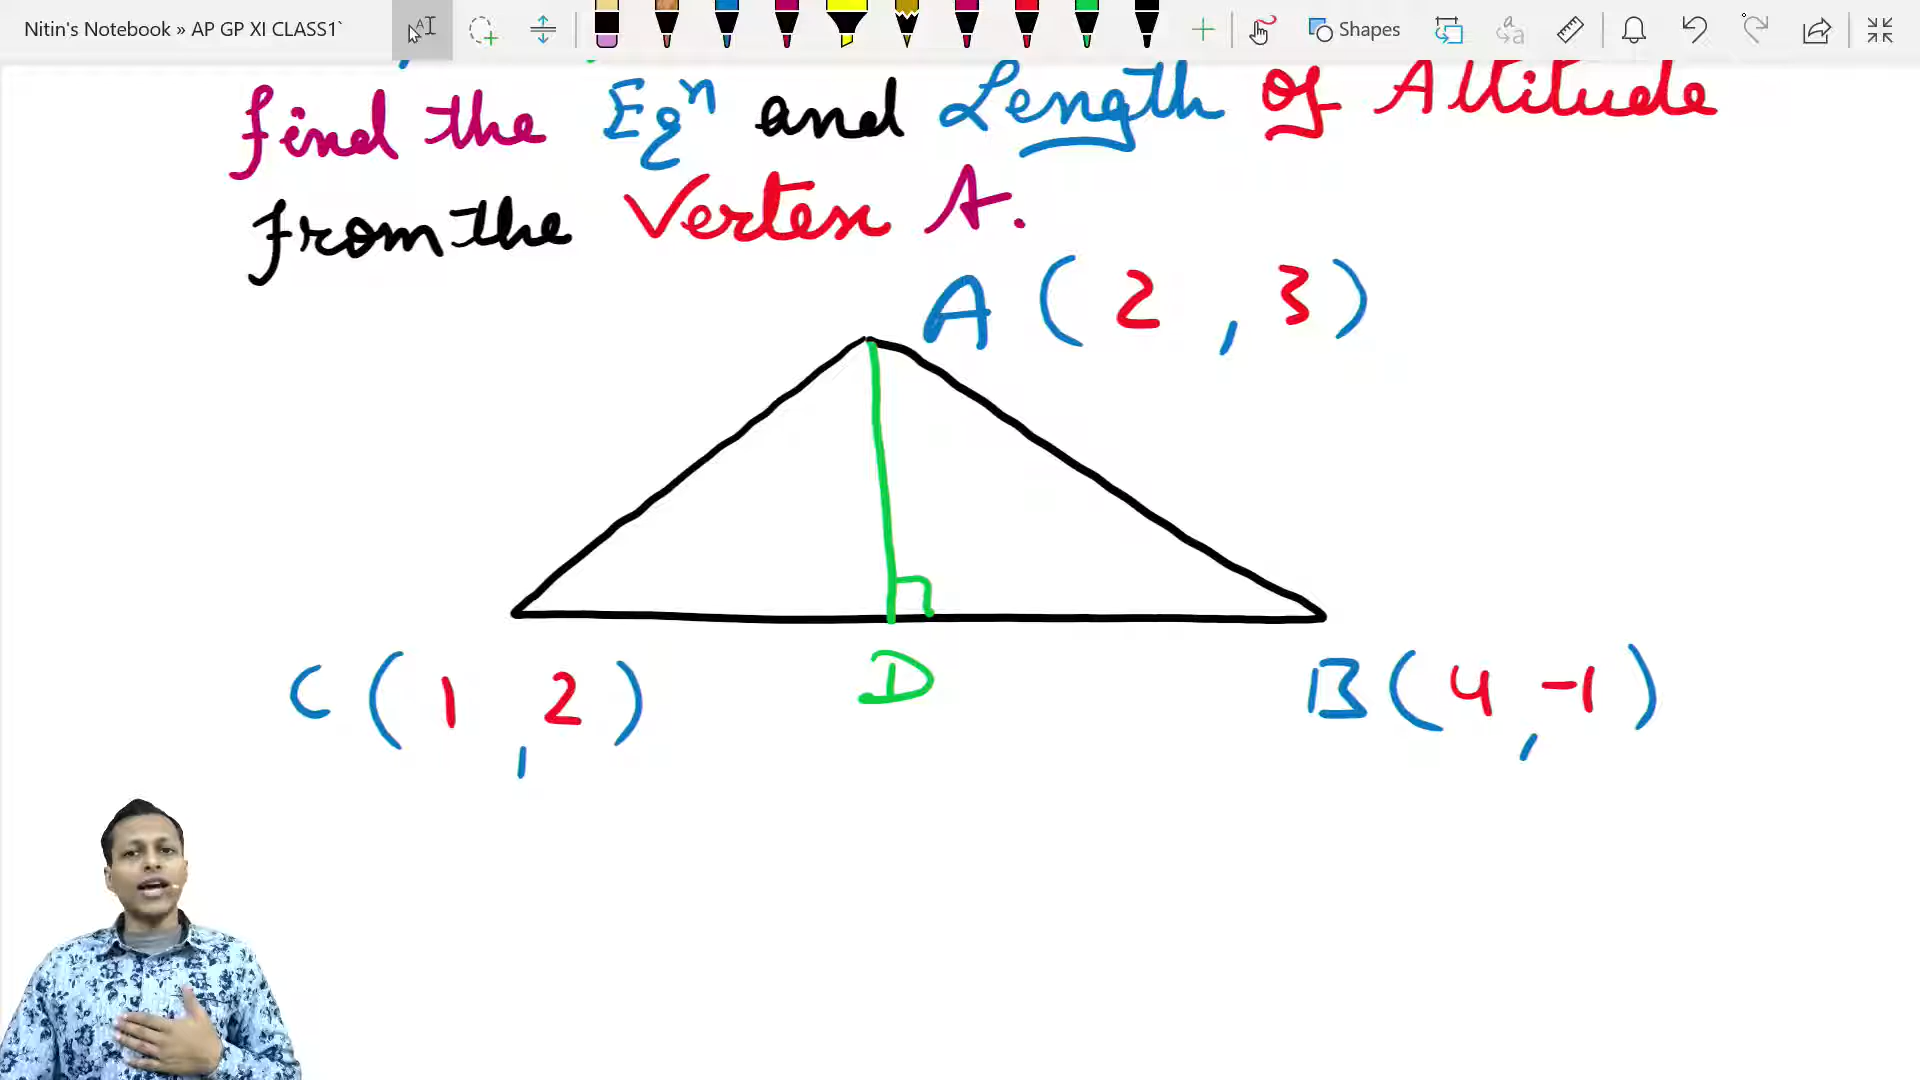 Nitin's Notebook » AP GP XI CLASS1`
Shapes
find the Eqⁿ and Length of Altitude
from the Vertex A.
A ( 2 , 3 )
C ( 1 , 2 )
D
B ( 4 , -1 )